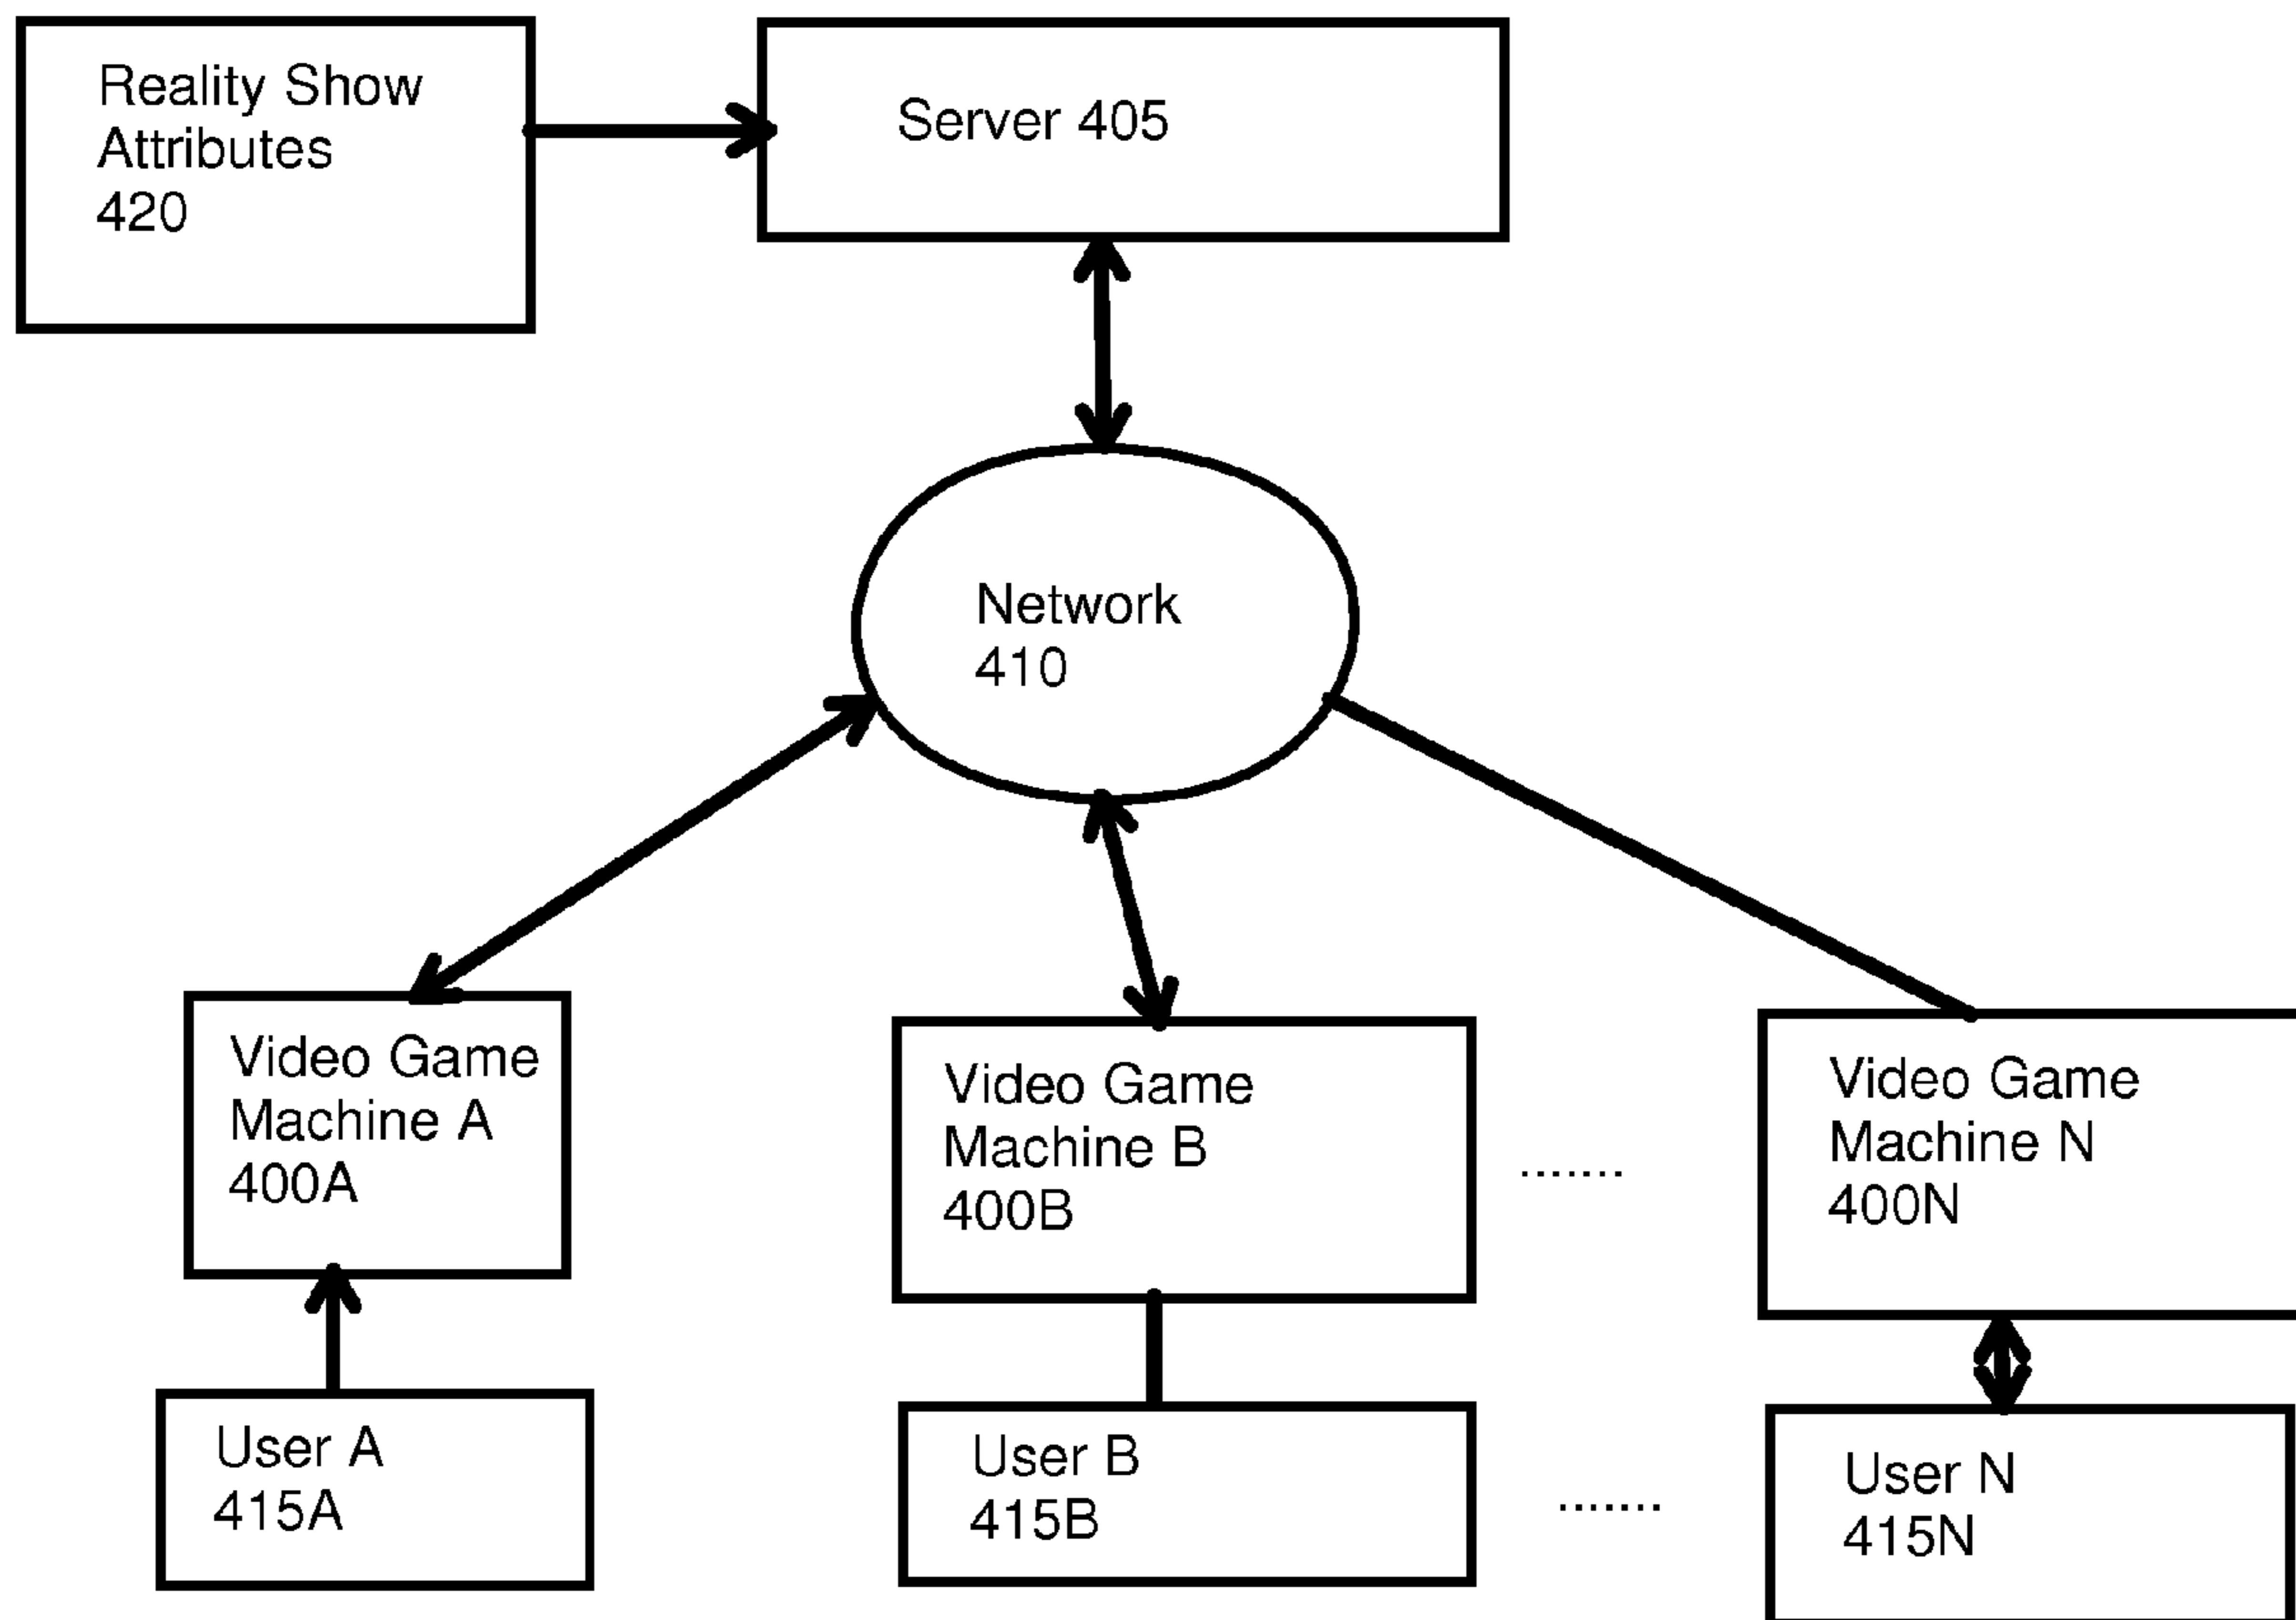 Reality Show
Attributes
420
Server 405
Network
410
Video Game
Machine A
400A
Video Game
Machine B
400B
.......
Video Game
Machine N
400N
User A
415A
User B
415B
.......
User N
415N